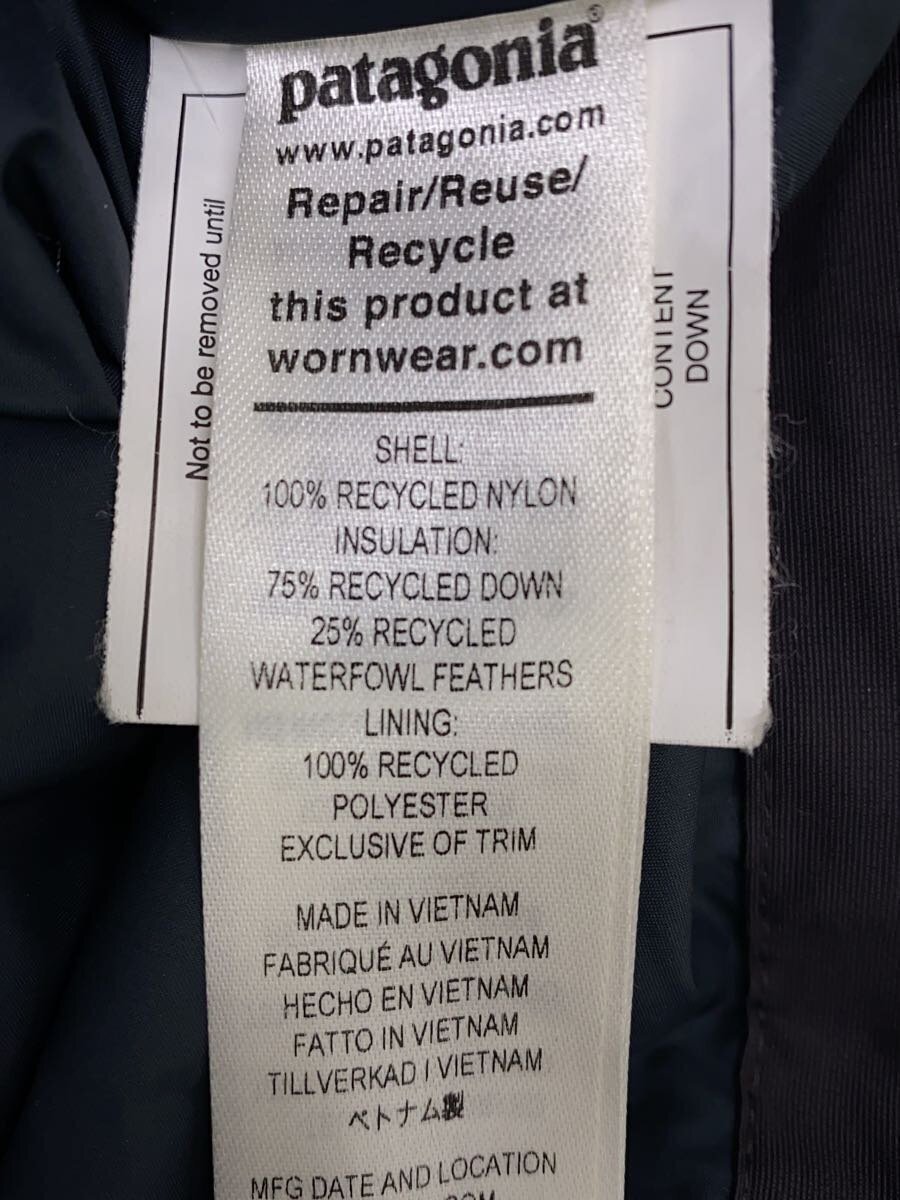 patagonia®
www.patagonia.com
Repair/Reuse/
Recycle
this product at
wornwear.com
SHELL:
100% RECYCLED NYLON
INSULATION:
75% RECYCLED DOWN
25% RECYCLED
WATERFOWL FEATHERS
LINING:
100% RECYCLED
POLYESTER
EXCLUSIVE OF TRIM
MADE IN VIETNAM
FABRIQUÉ AU VIETNAM
HECHO EN VIETNAM
FATTO IN VIETNAM
TILLVERKAD I VIETNAM
ベトナム製
MFG DATE AND LOCATION
Not to be removed until
CONTENT
DOWN